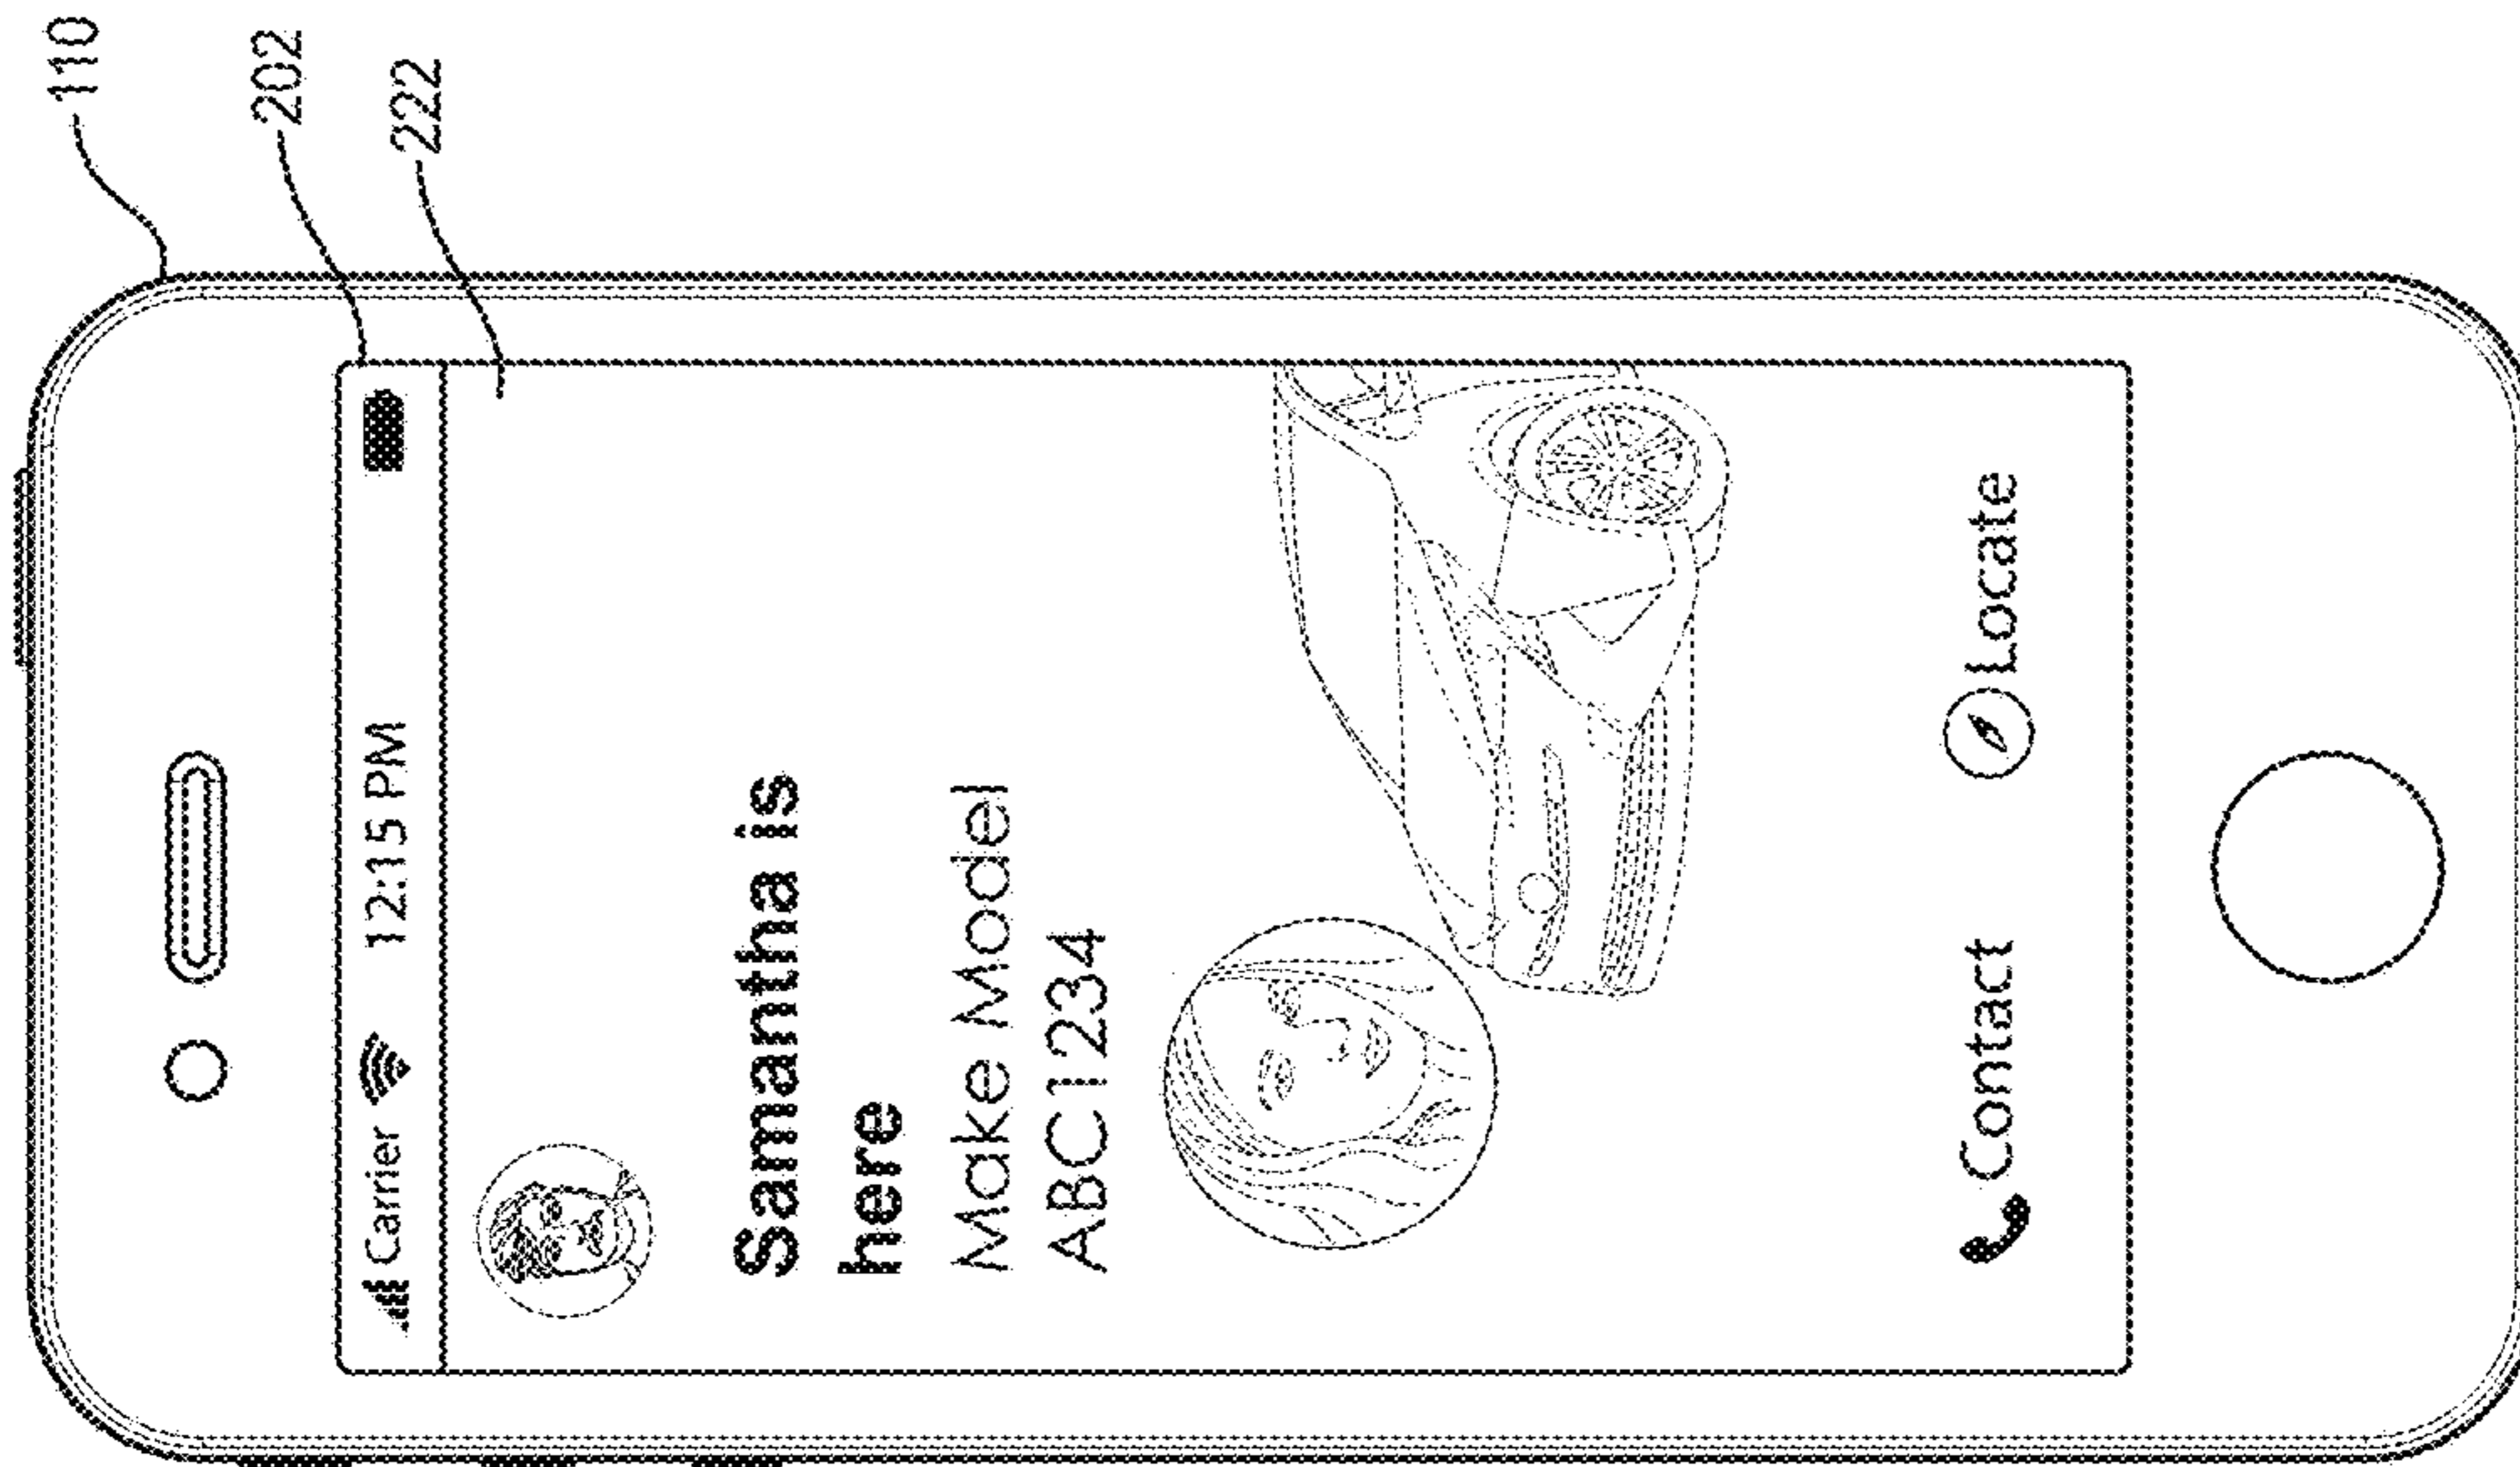 110
202
222
Carrier 12:15 PM
Samantha is
here
Make Model
ABC1234
Contact Locate